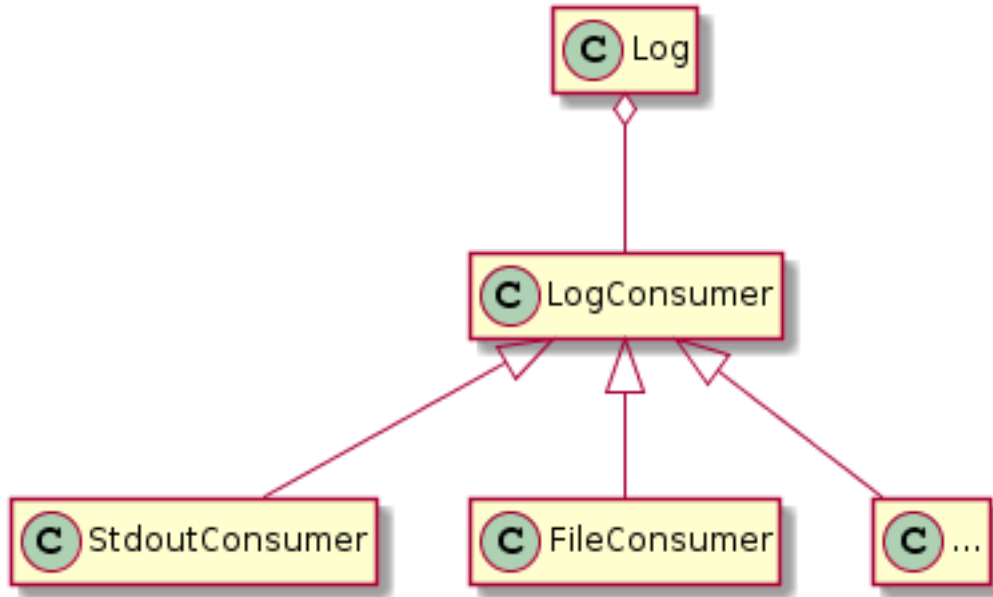 C Log
C LogConsumer
C StdoutConsumer
C FileConsumer
C ...